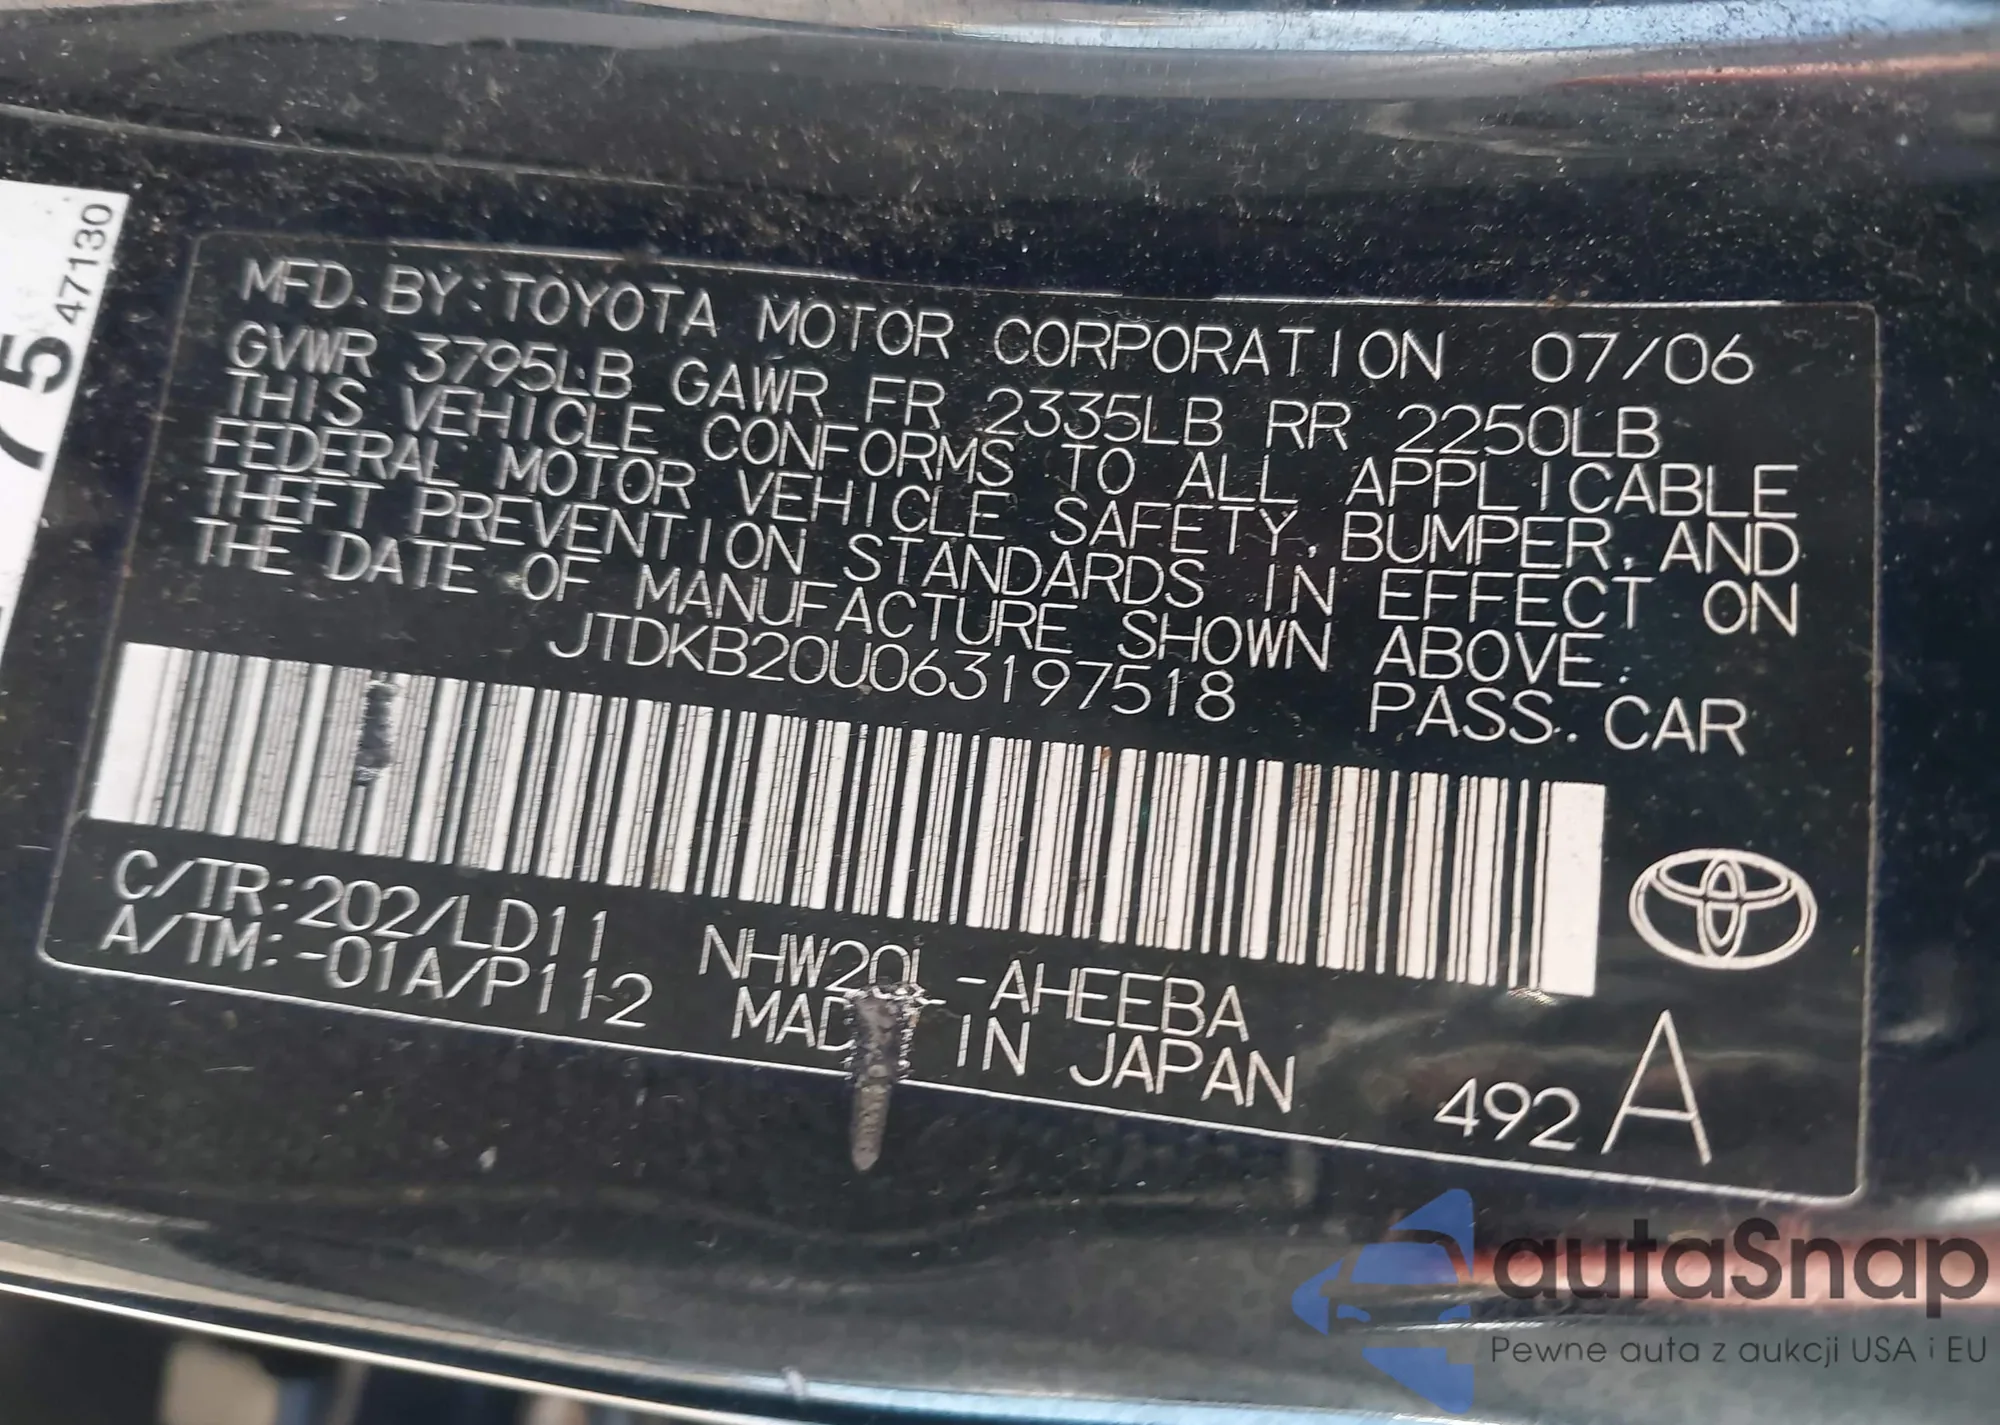 MFD. BY: TOYOTA MOTOR CORPORATION 07/06
GVWR 3795LB GAWR FR 2335LB RR 2250LB
THIS VEHICLE CONFORMS TO ALL APPLICABLE
FEDERAL MOTOR VEHICLE SAFETY, BUMPER, AND
THEFT PREVENTION STANDARDS IN EFFECT ON
THE DATE OF MANUFACTURE SHOWN ABOVE.
JTDKB20U063197518 PASS. CAR
C/TR:202/LD11 NHW20L-AHEEBA
A/TM:-01A/P112 MADE IN JAPAN
492 A
47130
75
autaSnap
Pewne auta z aukcji USA i EU